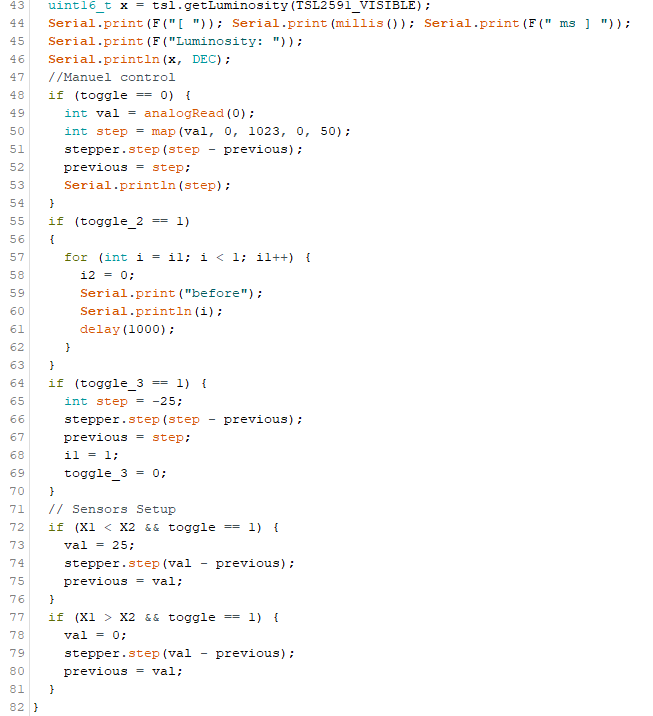 43 uint16_t x = tsl.getLuminosity(TSL2591_VISIBLE);
44 Serial.print(F("[ ")); Serial.print(millis()); Serial.print(F(" ms ] "));
45 Serial.print(F("Luminosity: "));
46 Serial.println(x, DEC);
47 //Manuel control
48 if (toggle == 0) {
49 int val = analogRead(0);
50 int step = map(val, 0, 1023, 0, 50);
51 stepper.step(step - previous);
52 previous = step;
53 Serial.println(step);
54 }
55 if (toggle_2 == 1)
56 {
57 for (int i = i1; i < 1; i1++) {
58 i2 = 0;
59 Serial.print("before");
60 Serial.println(i);
61 delay(1000);
62 }
63 }
64 if (toggle_3 == 1) {
65 int step = -25;
66 stepper.step(step - previous);
67 previous = step;
68 i1 = 1;
69 toggle_3 = 0;
70 }
71 // Sensors Setup
72 if (X1 < X2 && toggle == 1) {
73 val = 25;
74 stepper.step(val - previous);
75 previous = val;
76 }
77 if (X1 > X2 && toggle == 1) {
78 val = 0;
79 stepper.step(val - previous);
80 previous = val;
81 }
82 }